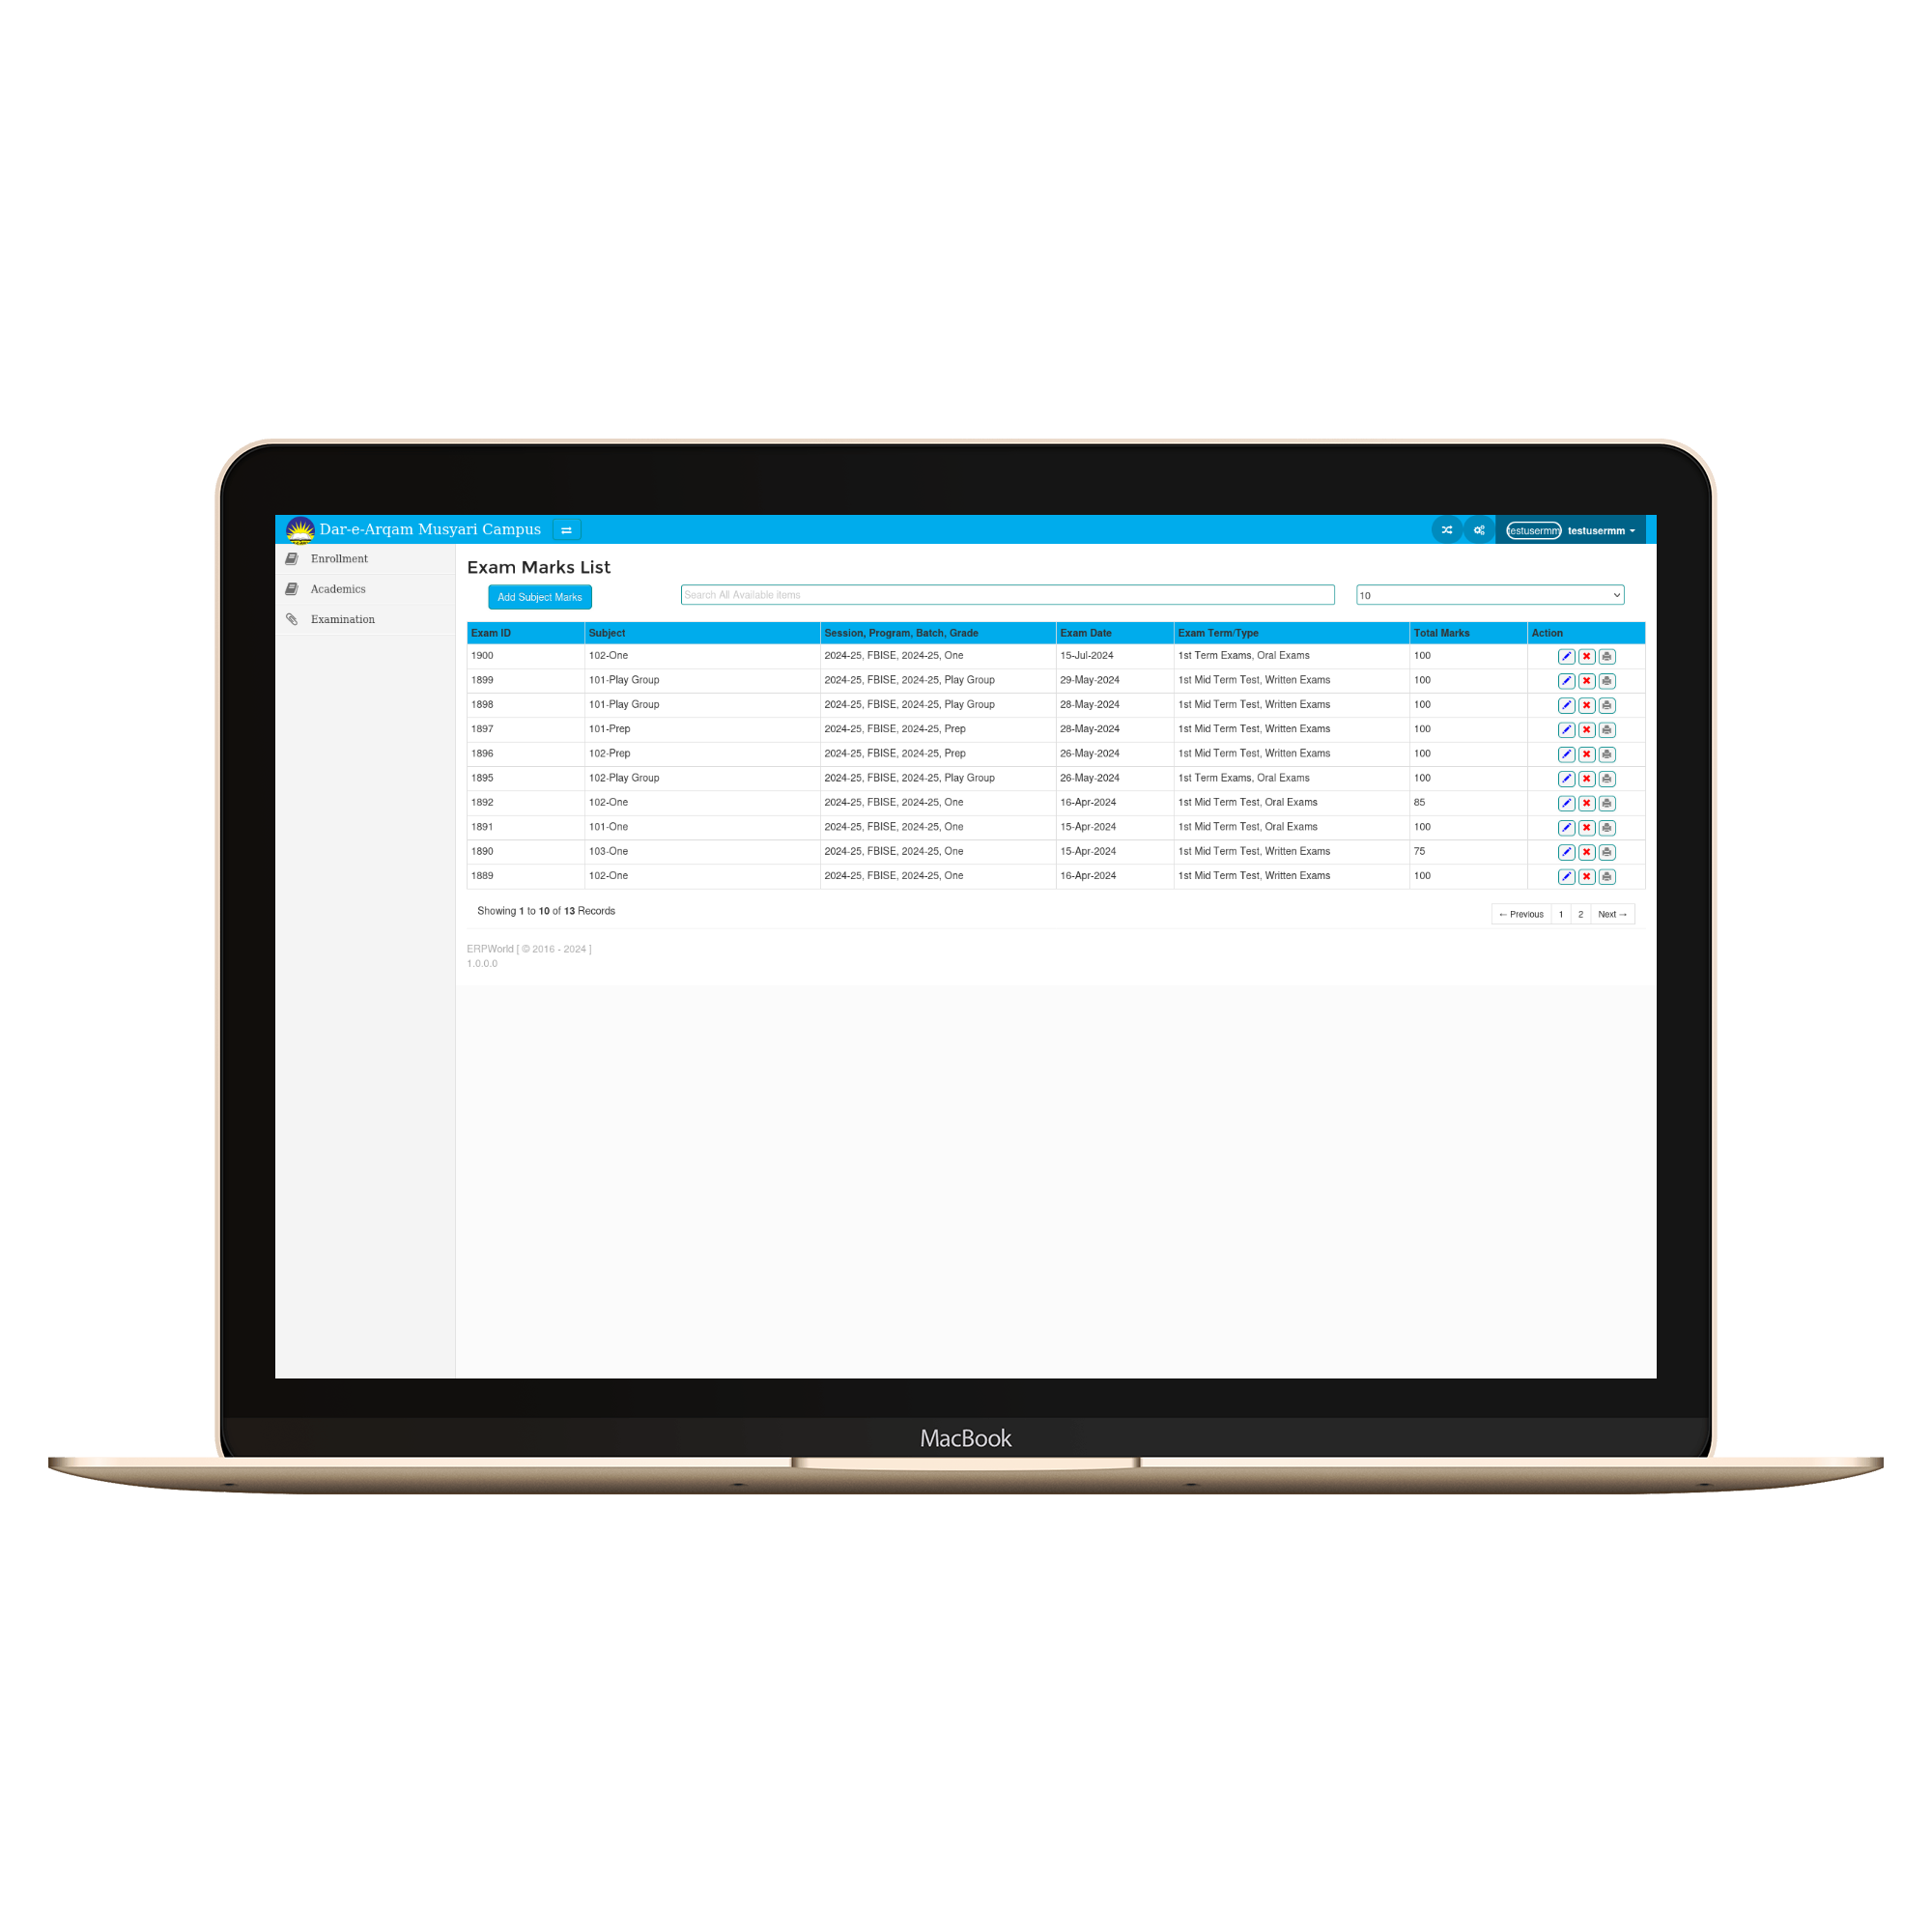 Dar-e-Arqam Musyari Campus
testusermm testusermm
Enrollment
Academics
Examination
Exam Marks List
Add Subject Marks Search All Available items 10
Exam ID Subject Session, Program, Batch, Grade Exam Date Exam Term/Type Total Marks Action
1900 102-One 2024-25, FBISE, 2024-25, One 15-Jul-2024 1st Term Exams, Oral Exams 100
1899 101-Play Group 2024-25, FBISE, 2024-25, Play Group 29-May-2024 1st Mid Term Test, Written Exams 100
1898 101-Play Group 2024-25, FBISE, 2024-25, Play Group 28-May-2024 1st Mid Term Test, Written Exams 100
1897 101-Prep 2024-25, FBISE, 2024-25, Prep 28-May-2024 1st Mid Term Test, Written Exams 100
1896 102-Prep 2024-25, FBISE, 2024-25, Prep 26-May-2024 1st Mid Term Test, Written Exams 100
1895 102-Play Group 2024-25, FBISE, 2024-25, Play Group 26-May-2024 1st Term Exams, Oral Exams 100
1892 102-One 2024-25, FBISE, 2024-25, One 16-Apr-2024 1st Mid Term Test, Oral Exams 85
1891 101-One 2024-25, FBISE, 2024-25, One 15-Apr-2024 1st Mid Term Test, Oral Exams 100
1890 103-One 2024-25, FBISE, 2024-25, One 15-Apr-2024 1st Mid Term Test, Written Exams 75
1889 102-One 2024-25, FBISE, 2024-25, One 16-Apr-2024 1st Mid Term Test, Written Exams 100
Showing 1 to 10 of 13 Records
← Previous 1 2 Next →
ERPWorld [ © 2016 - 2024 ]
1.0.0.0
MacBook